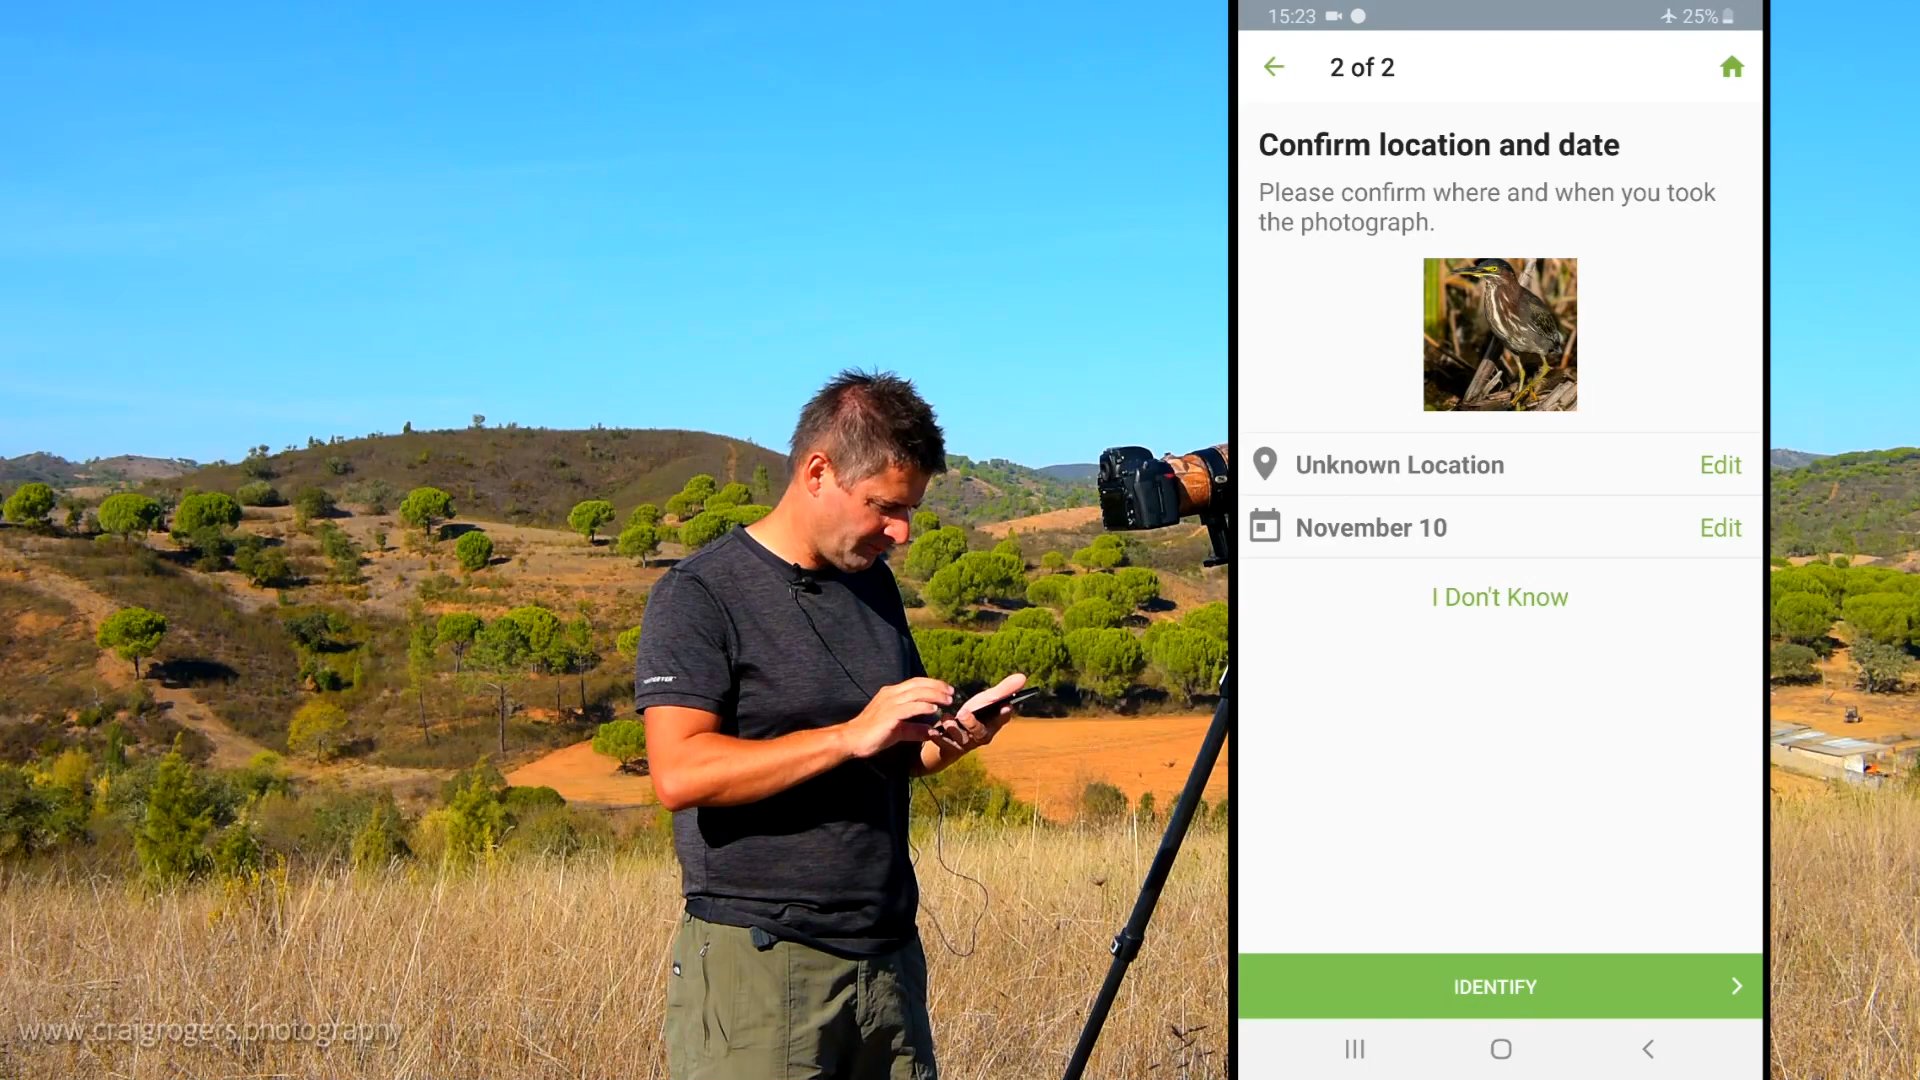 15:23
25%
2 of 2
Confirm location and date
Please confirm where and when you took
the photograph.
Unknown Location
Edit
November 10
Edit
I Don't Know
IDENTIFY
www.craigrogers.photography